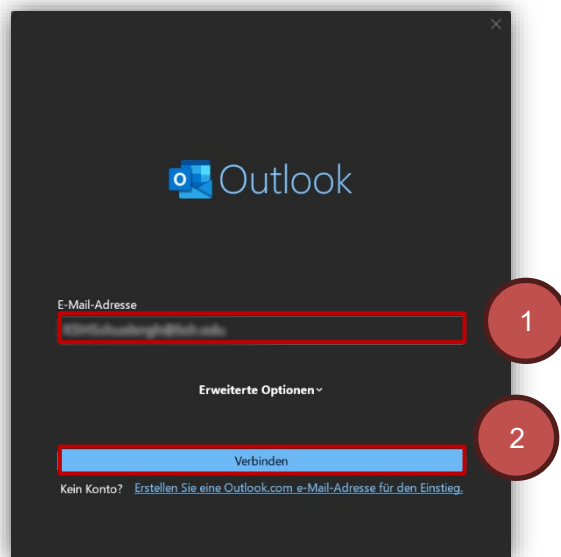 Outlook
E-Mail-Adresse
1
Erweiterte Optionen
2
Verbinden
Kein Konto? Erstellen Sie eine Outlook.com e-Mail-Adresse für den Einstieg.